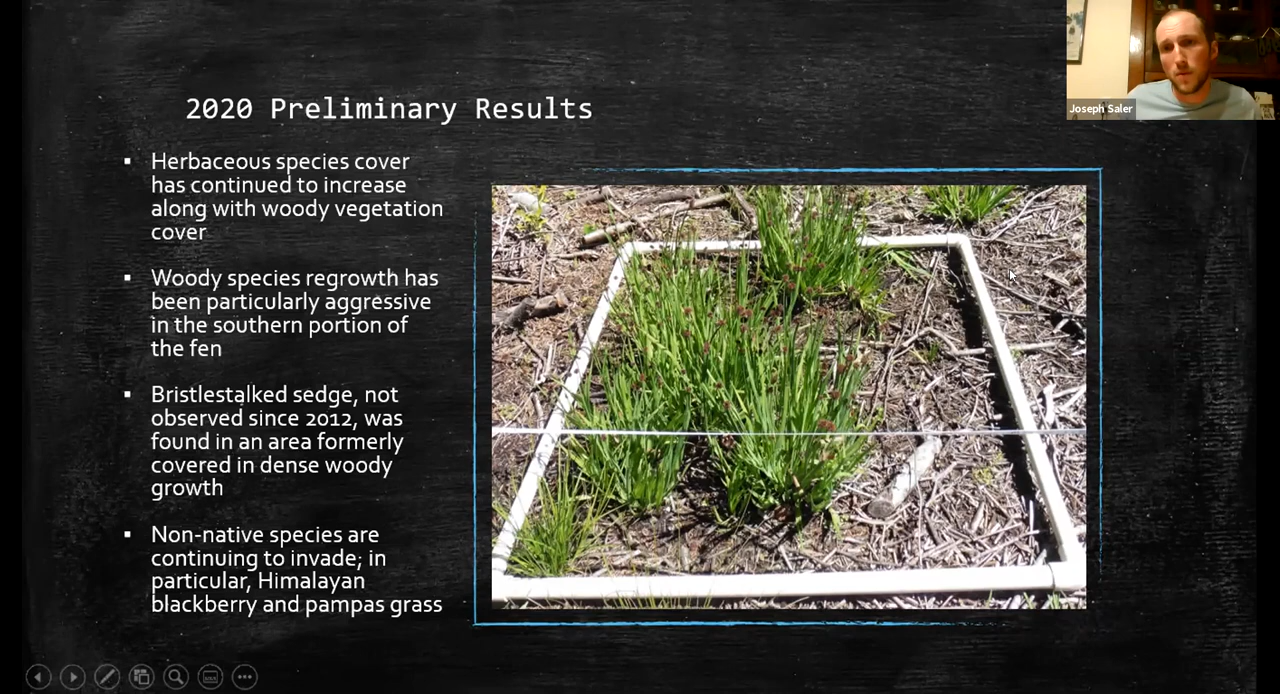 Joseph Saler
2020 Preliminary Results
▪ Herbaceous species cover
has continued to increase
along with woody vegetation
cover
▪ Woody species regrowth has
been particularly aggressive
in the southern portion of
the fen
▪ Bristlestalked sedge, not
observed since 2012, was
found in an area formerly
covered in dense woody
growth
▪ Non-native species are
continuing to invade; in
particular, Himalayan
blackberry and pampas grass